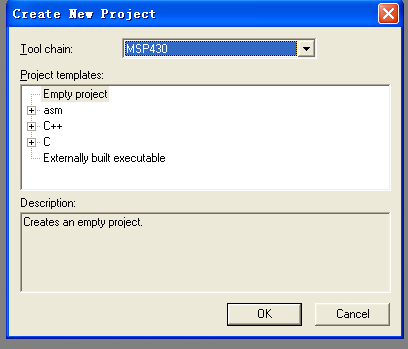 Create New Project
Tool chain:
MSP430
Project templates:
Empty project
asm
C++
C
Externally built executable
Description:
Creates an empty project.
OK
Cancel